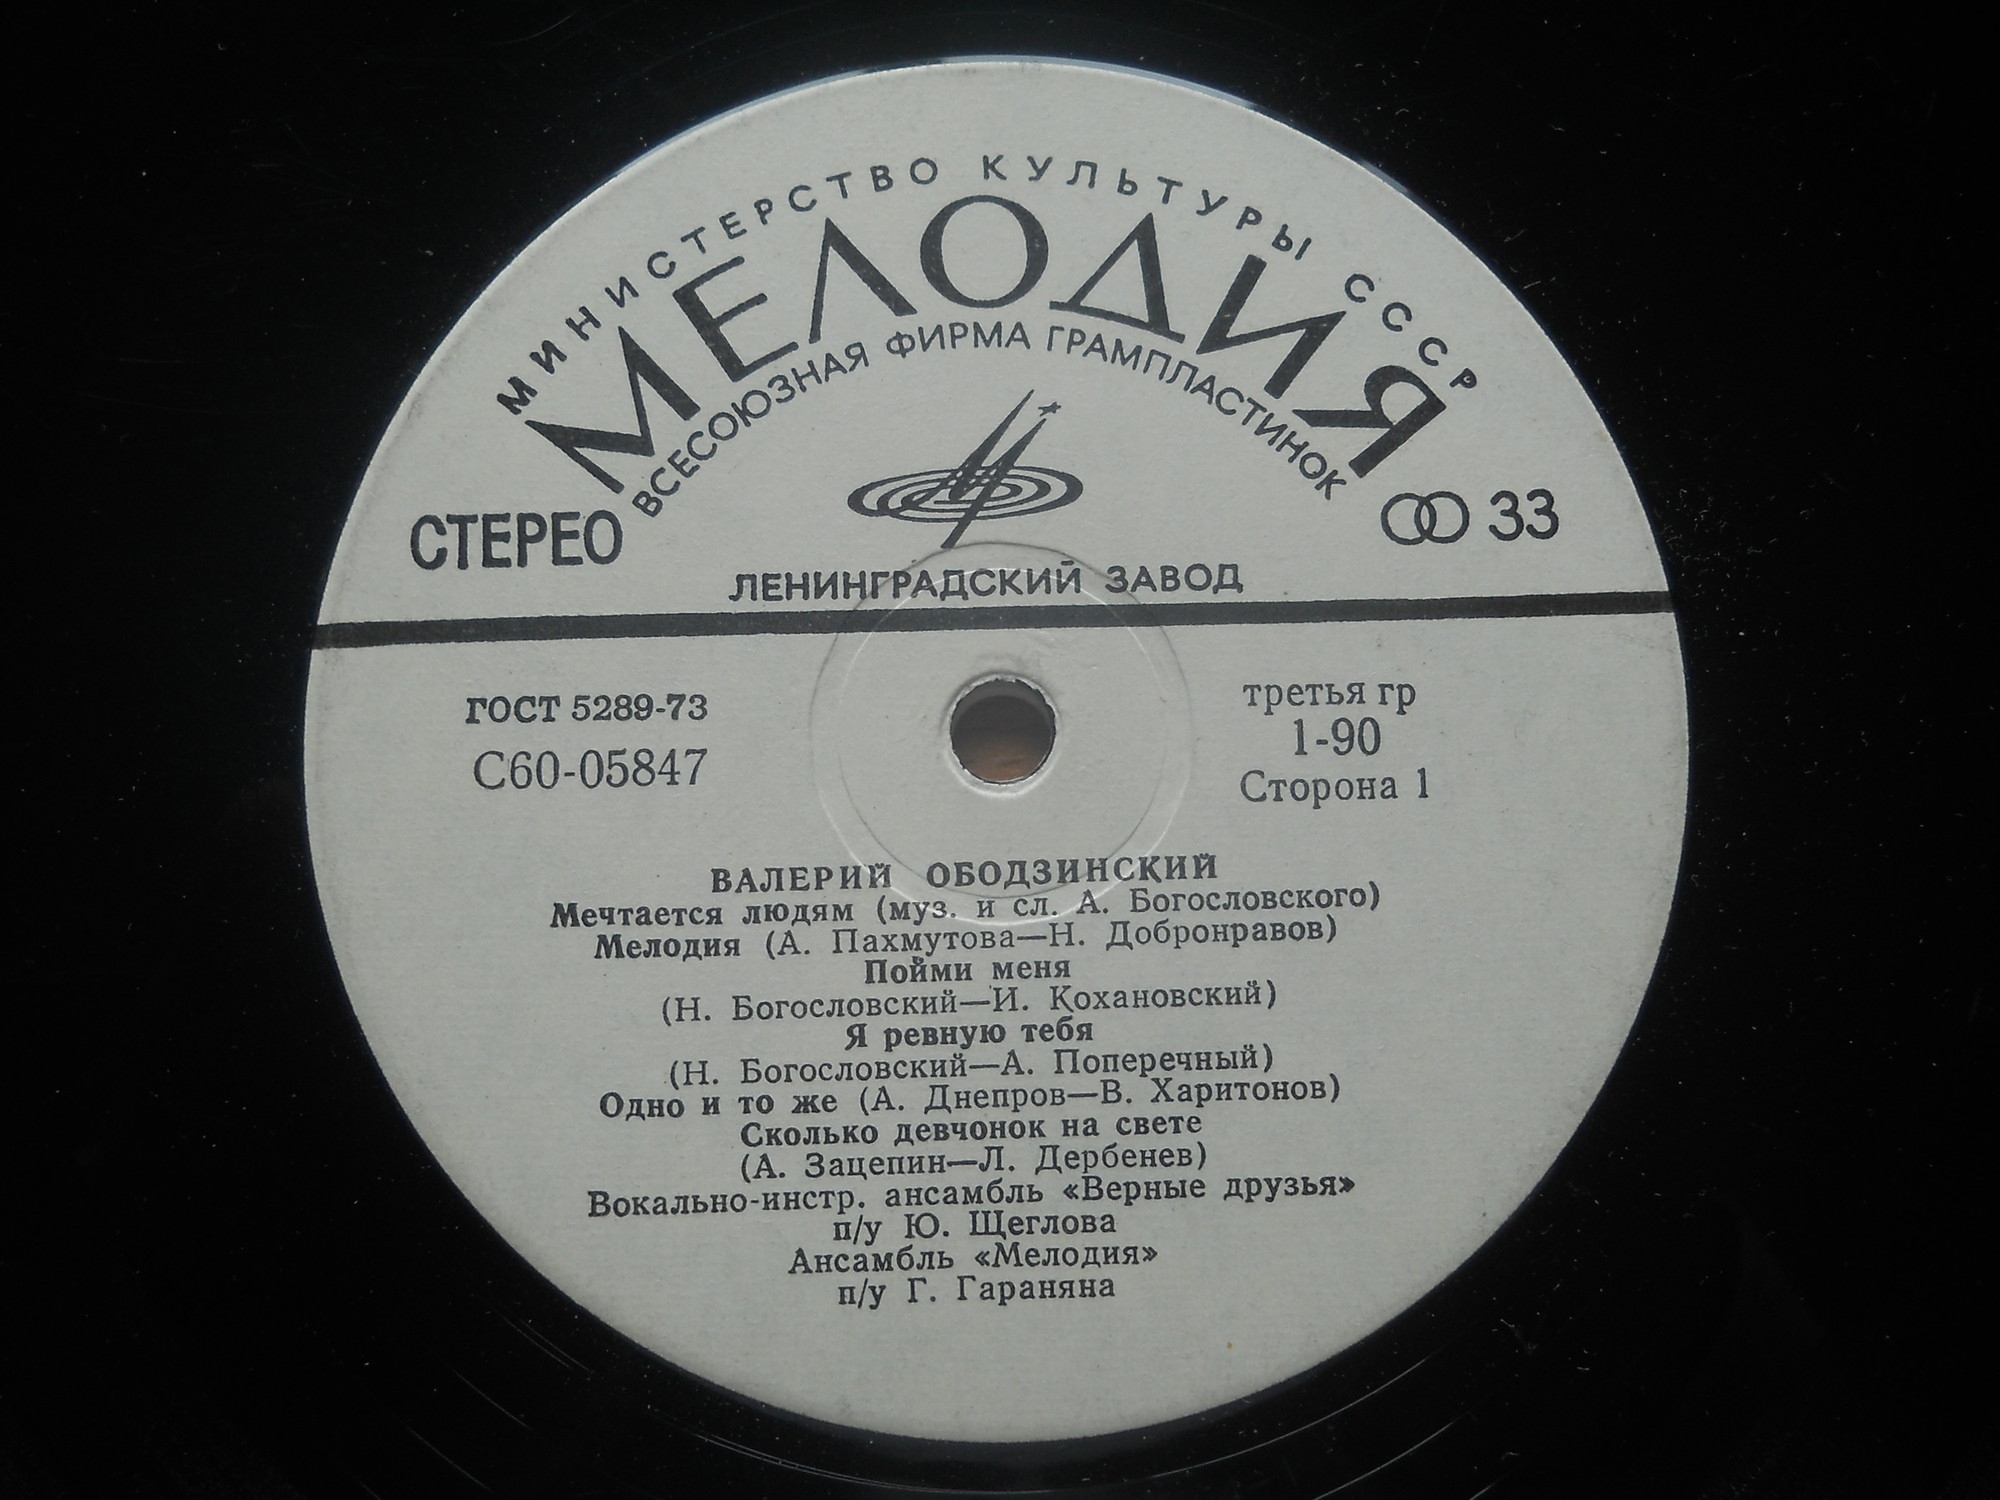 МИНИСТЕРСТВО КУЛЬТУРЫ СССР
МЕЛОДИЯ
ВСЕСОЮЗНАЯ ФИРМА ГРАМПЛАСТИНОК
СТЕРЕО
33
ЛЕНИНГРАДСКИЙ ЗАВОД
ГОСТ 5289-73
С60-05847
третья гр
1-90
Сторона 1
ВАЛЕРИЙ ОБОДЗИНСКИЙ
Мечтается людям (муз. и сл. А. Богословского)
Мелодия (А. Пахмутова—Н. Добронравов)
Пойми меня
(Н. Богословский—И. Кохановский)
Я ревную тебя
(Н. Богословский—А. Поперечный)
Одно и то же (А. Днепров—В. Харитонов)
Сколько девчонок на свете
(А. Зацепин—Л. Дербенев)
Вокально-инстр. ансамбль «Верные друзья»
п/у Ю. Щеглова
Ансамбль «Мелодия»
п/у Г. Гараняна